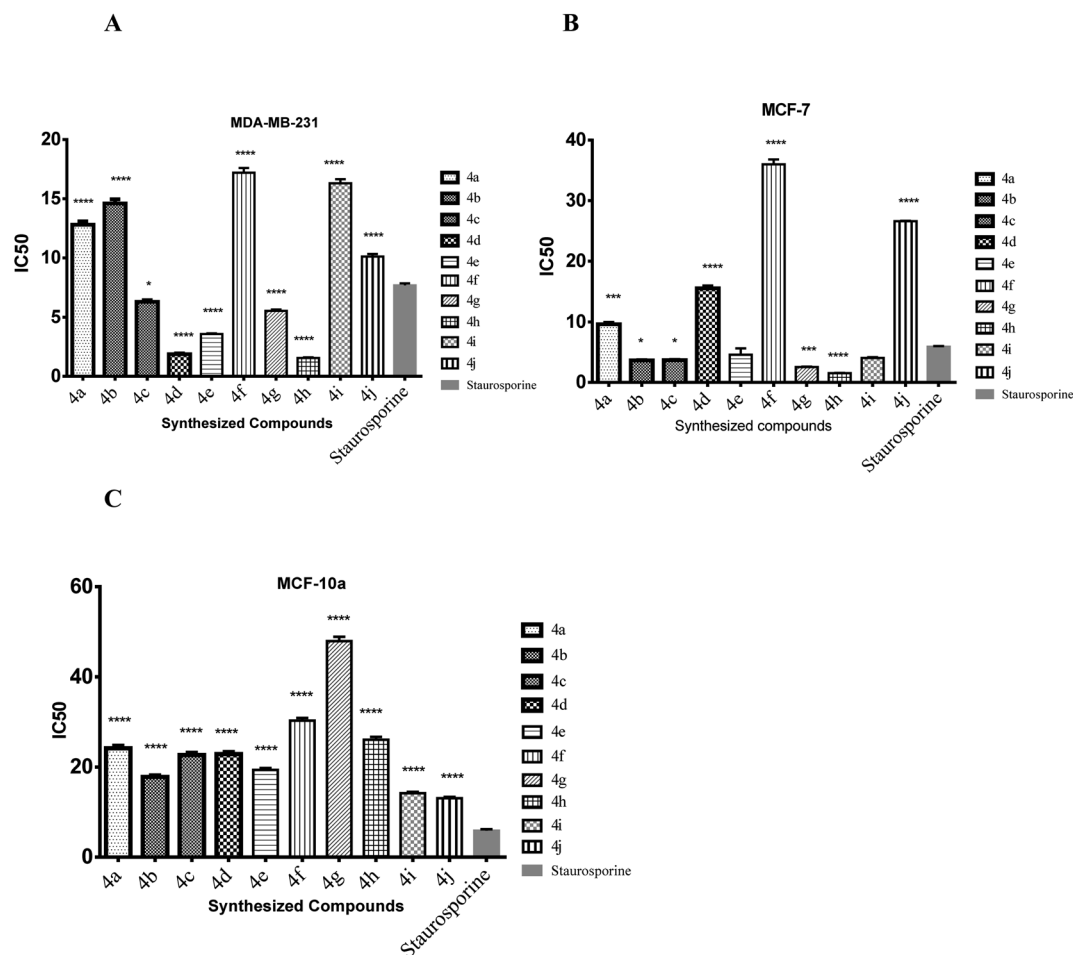 A
MDA-MB-231
IC50
20
15
10
5
0
****
****
*
****
****
****
****
****
****
****
4a
4b
4c
4d
4e
4f
4g
4h
4i
4j
Staurosporine
Synthesized Compounds
4a
4b
4c
4d
4e
4f
4g
4h
4i
4j
Staurosporine
B
MCF-7
IC50
40
30
20
10
0
***
*
*
****
****
***
****
****
4a
4b
4c
4d
4e
4f
4g
4h
4i
4j
Staurosporine
Synthesized compounds
4a
4b
4c
4d
4e
4f
4g
4h
4i
4j
Staurosporine
C
MCF-10a
IC50
60
40
20
0
****
****
****
****
****
****
****
****
****
****
4a
4b
4c
4d
4e
4f
4g
4h
4i
4j
Staurosporine
Synthesized Compounds
4a
4b
4c
4d
4e
4f
4g
4h
4i
4j
Staurosporine